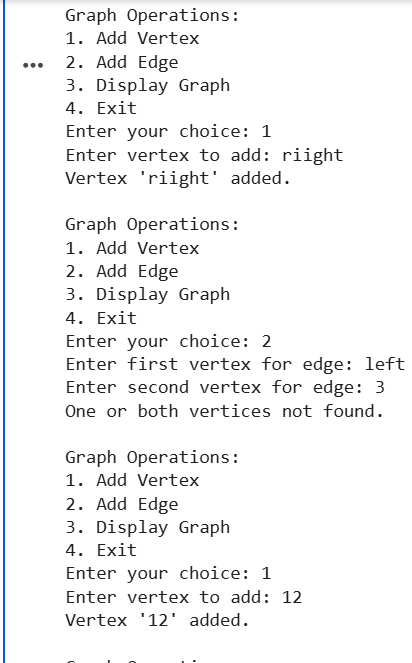 Graph Operations:
1. Add Vertex
2. Add Edge
3. Display Graph
4. Exit
Enter your choice: 1
Enter vertex to add: riight
Vertex 'riight' added.
Graph Operations:
1. Add Vertex
2. Add Edge
3. Display Graph
4. Exit
Enter your choice: 2
Enter first vertex for edge: left
Enter second vertex for edge: 3
One or both vertices not found.
Graph Operations:
1. Add Vertex
2. Add Edge
3. Display Graph
4. Exit
Enter your choice: 1
Enter vertex to add: 12
Vertex '12' added.